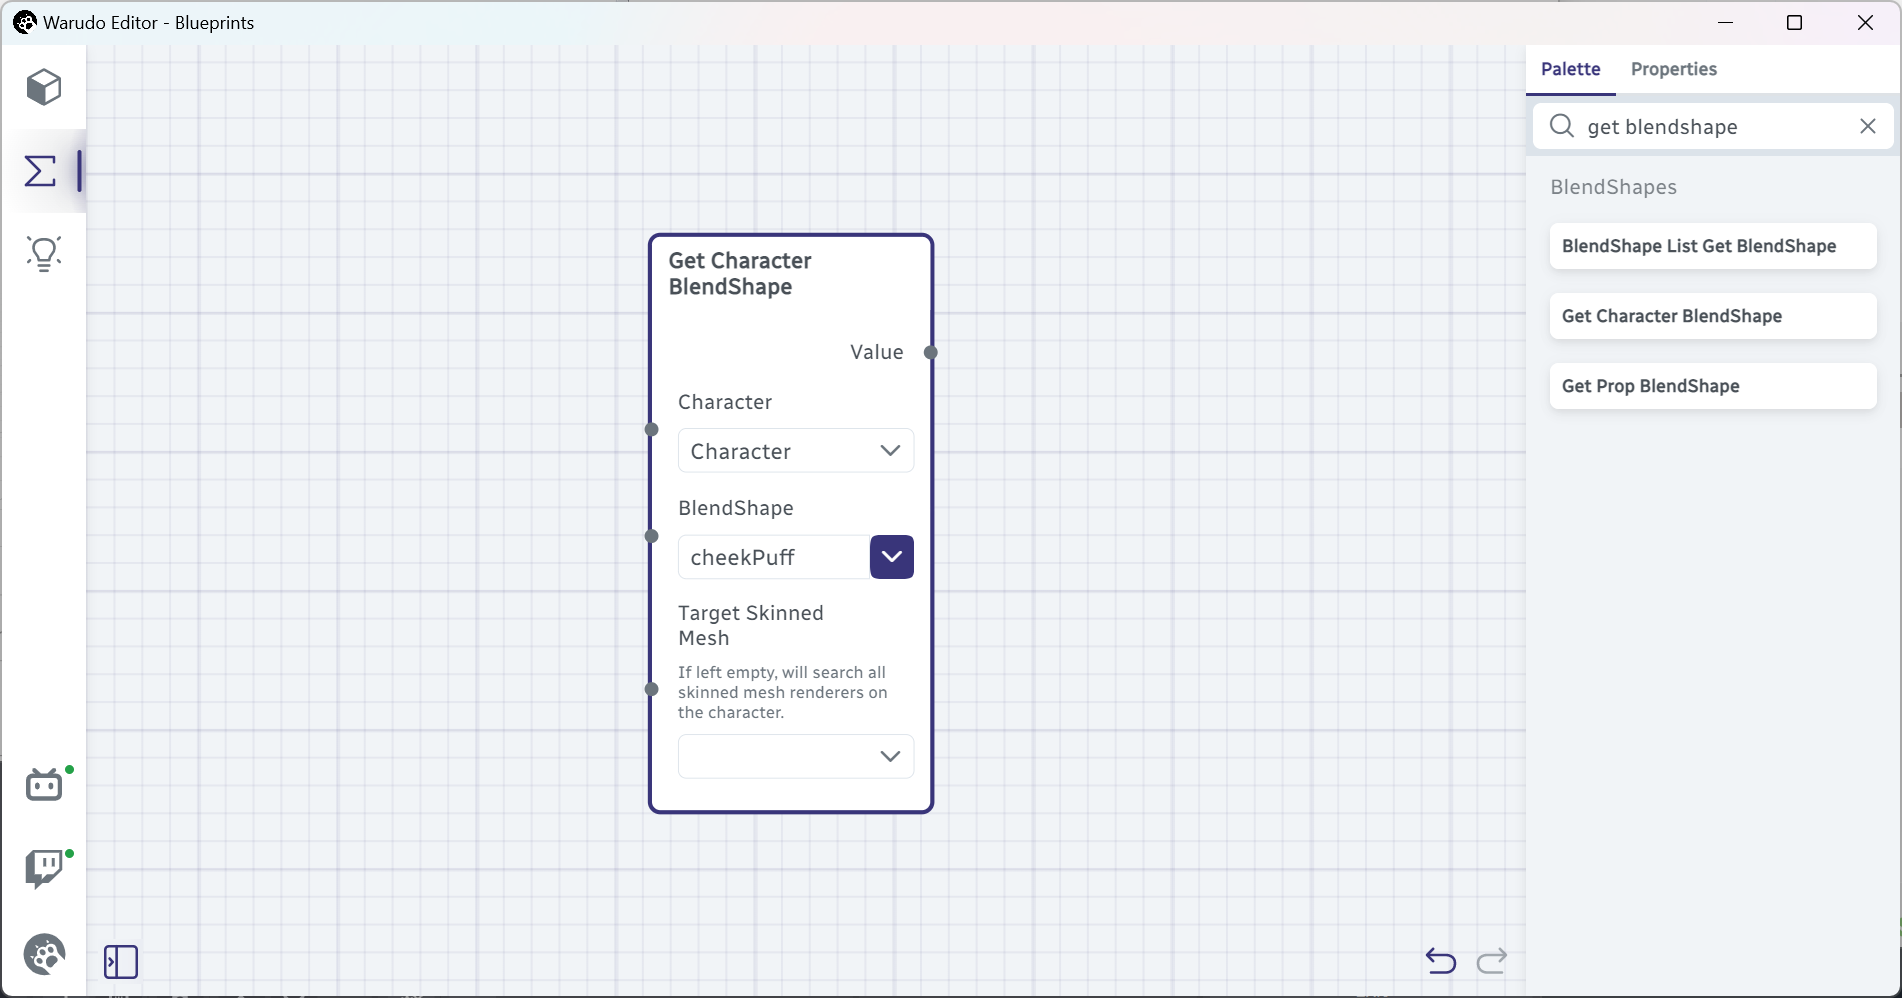 Warudo Editor - Blueprints
Palette
Properties
get blendshape
BlendShapes
BlendShape List Get BlendShape
Get Character BlendShape
Get Prop BlendShape
Get Character
BlendShape
Value
Character
Character
BlendShape
cheekPuff
Target Skinned
Mesh
If left empty, will search all
skinned mesh renderers on
the character.